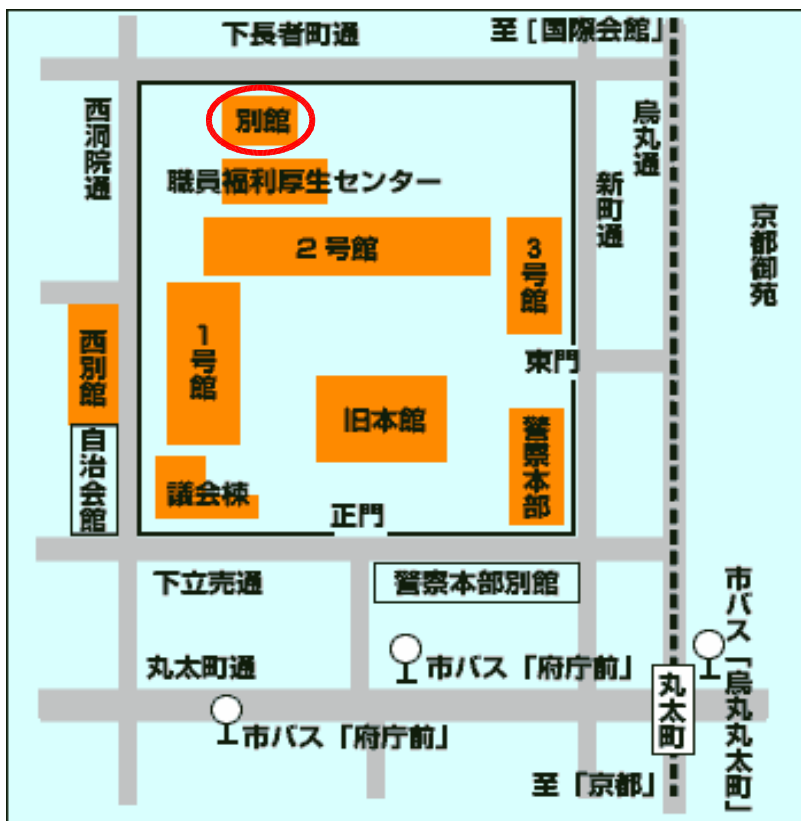 下長者町通
至[国際会館」
西洞院通
別館
烏丸通
職員福利厚生センター
新町通
京都御苑
２号館
３号館
１号館
西別館
東門
旧本館
警察本部
自治会館
議会棟
正門
下立売通
警察本部別館
市バス「烏丸丸太町」
丸太町通
市バス「府庁前」
丸太町
市バス「府庁前」
至「京都」